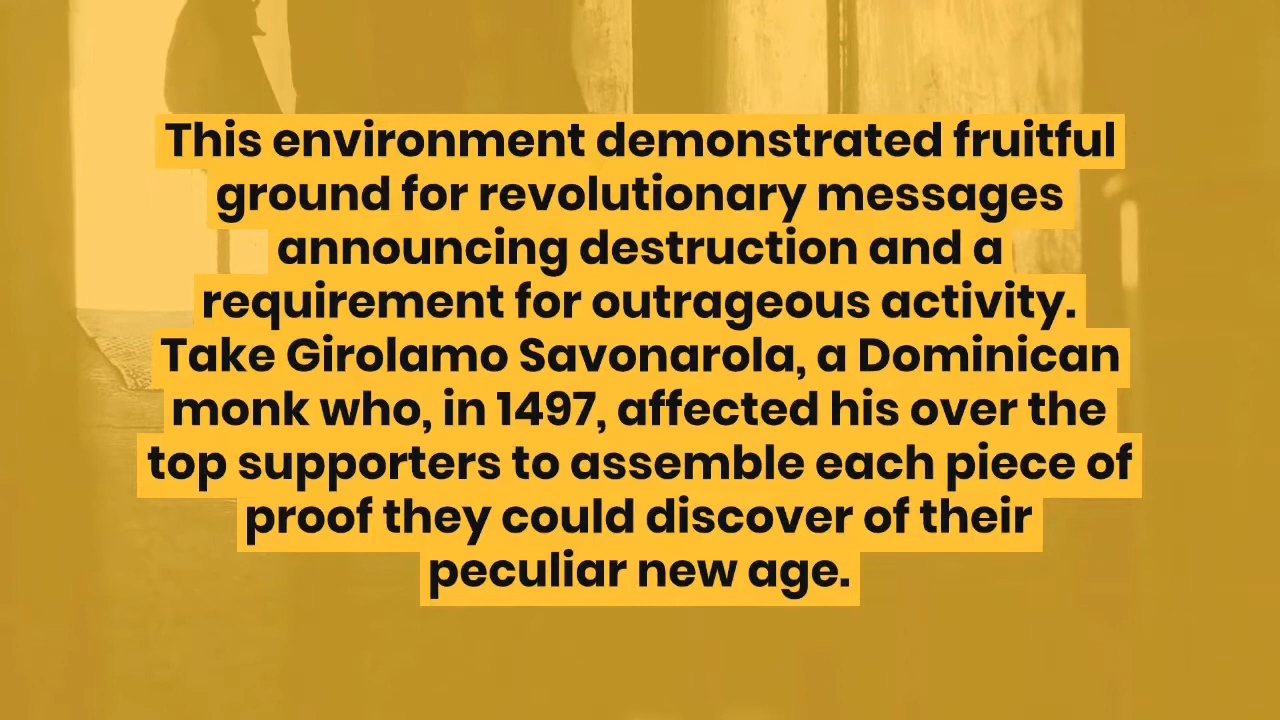 This environment demonstrated fruitful
ground for revolutionary messages
announcing destruction and a
requirement for outrageous activity.
Take Girolamo Savonarola, a Dominican
monk who, in 1497, affected his over the
top supporters to assemble each piece of
proof they could discover of their
peculiar new age.